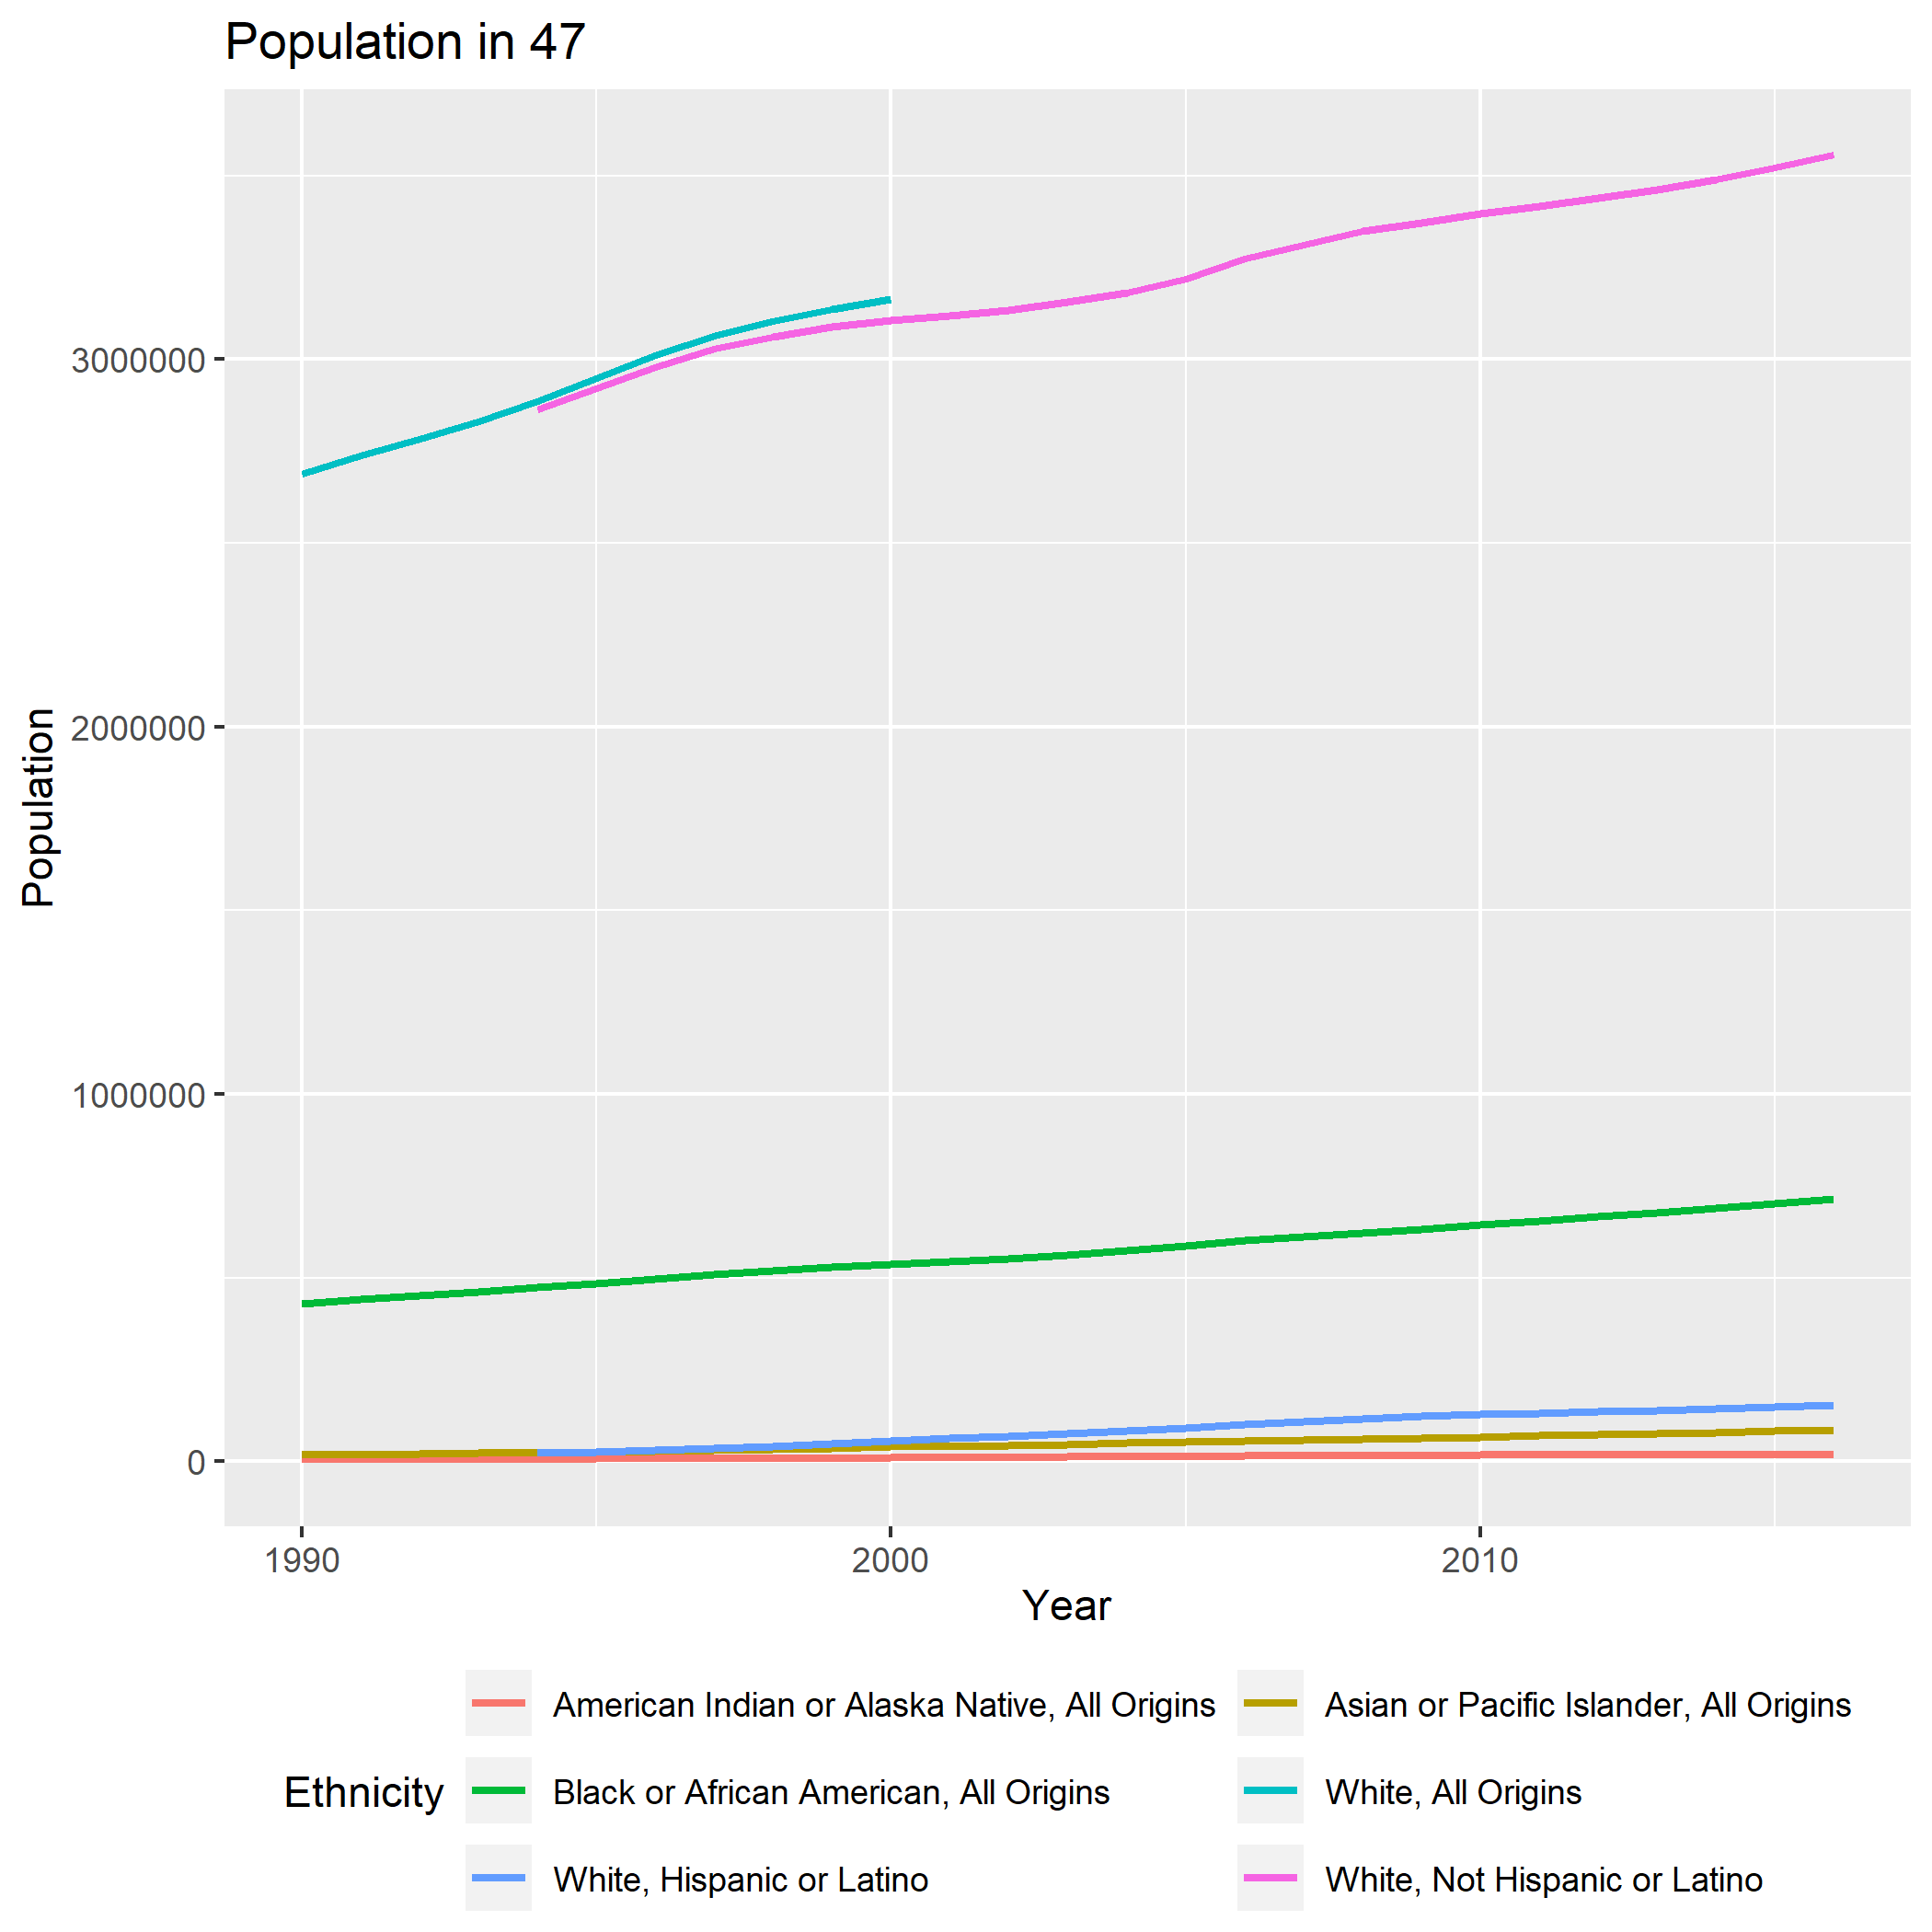 Population in 47
Population
3000000
2000000
1000000
0
1990 2000 2010
Year
Ethnicity
American Indian or Alaska Native, All Origins
Asian or Pacific Islander, All Origins
Black or African American, All Origins
White, All Origins
White, Hispanic or Latino
White, Not Hispanic or Latino